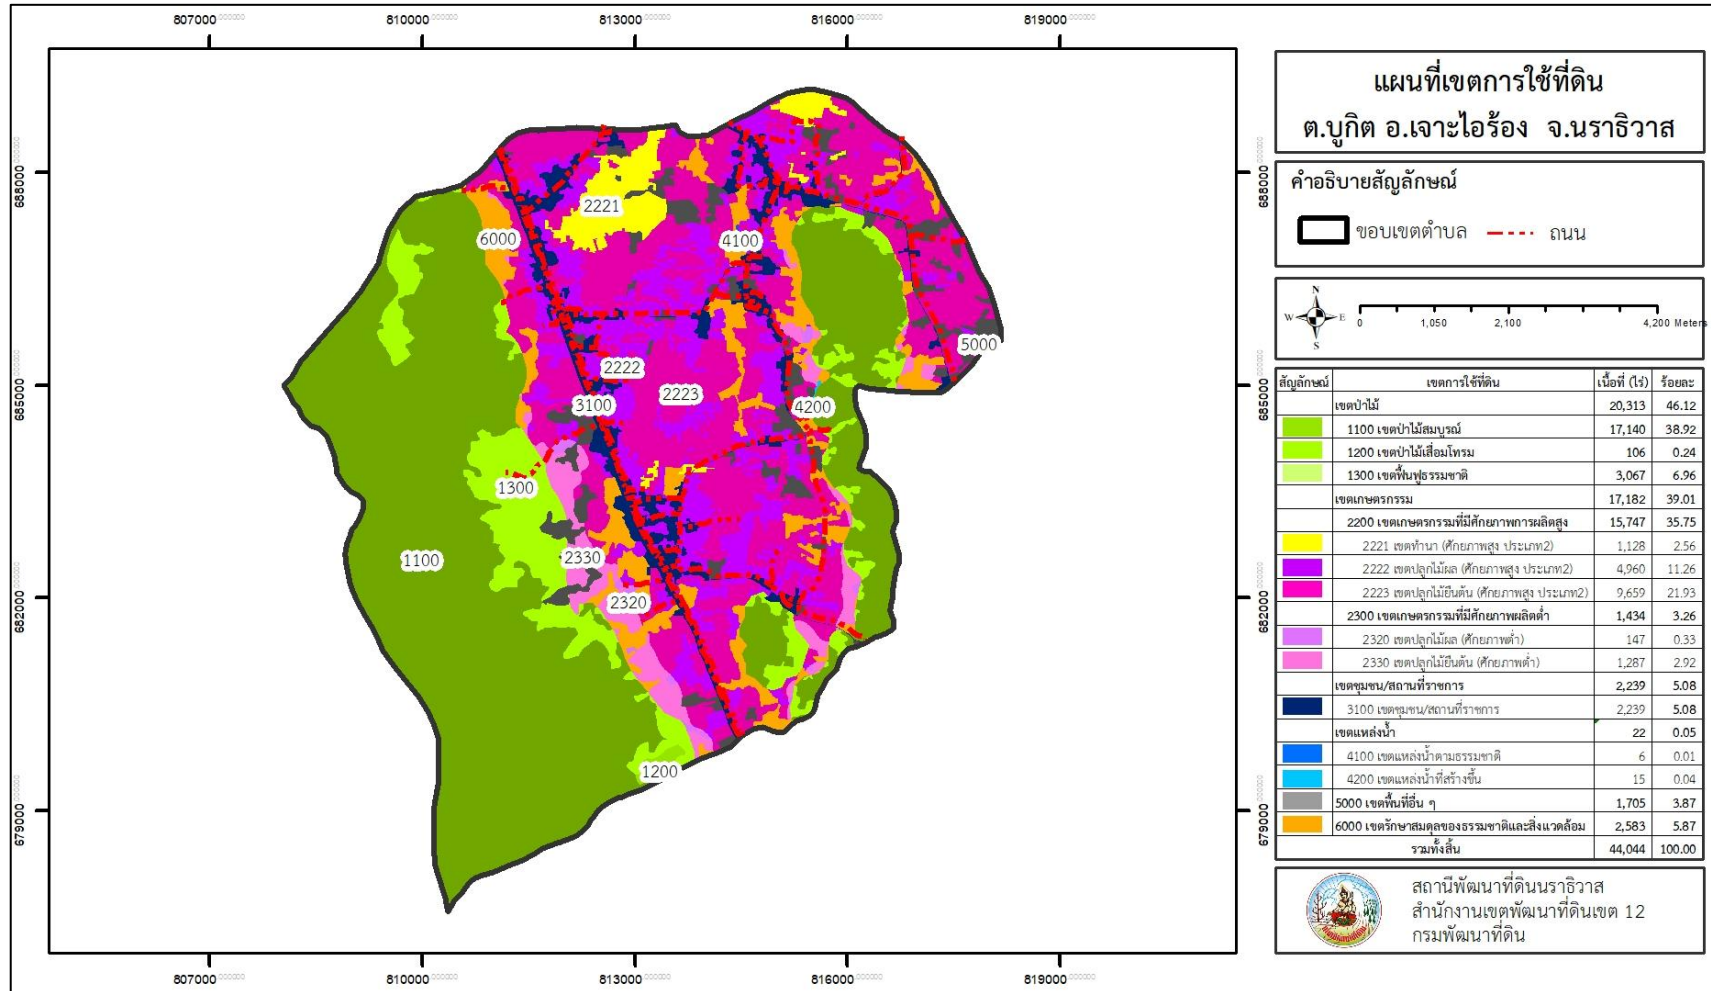 807000 810000 813000 816000 819000
แผนที่เขตการใช้ที่ดิน
ต.บูกิต อ.เจาะไอร้อง จ.นราธิวาส
คำอธิบายสัญลักษณ์
ขอบเขตตำบล ถนน
N
W E
S
0 1,050 2,100 4,200 Meters
สัญลักษณ์ เขตการใช้ที่ดิน เนื้อที่ (ไร่) ร้อยละ
เขตป่าไม้ 20,313 46.12
1100 เขตป่าไม้สมบูรณ์ 17,140 38.92
1200 เขตป่าไม้เสื่อมโทรม 106 0.24
1300 เขตฟื้นฟูธรรมชาติ 3,067 6.96
เขตเกษตรกรรม 17,182 39.01
2200 เขตเกษตรกรรมที่มีศักยภาพการผลิตสูง 15,747 35.75
2221 เขตทำนา (ศักยภาพสูง ประเภท2) 1,128 2.56
2222 เขตปลูกไม้ผล (ศักยภาพสูง ประเภท2) 4,960 11.26
2223 เขตปลูกไม้ยืนต้น (ศักยภาพสูง ประเภท2) 9,659 21.93
2300 เขตเกษตรกรรมที่มีศักยภาพผลิตต่ำ 1,434 3.26
2320 เขตปลูกไม้ผล (ศักยภาพต่ำ) 147 0.33
2330 เขตปลูกไม้ยืนต้น (ศักยภาพต่ำ) 1,287 2.92
เขตชุมชน/สถานที่ราชการ 2,239 5.08
3100 เขตชุมชน/สถานที่ราชการ 2,239 5.08
เขตแหล่งน้ำ 22 0.05
4100 เขตแหล่งน้ำตามธรรมชาติ 6 0.01
4200 เขตแหล่งน้ำที่สร้างขึ้น 15 0.04
5000 เขตพื้นที่อื่น ๆ 1,705 3.87
6000 เขตรักษาสมดุลของธรรมชาติและสิ่งแวดล้อม 2,583 5.87
รวมทั้งสิ้น 44,044 100.00
สถานีพัฒนาที่ดินนราธิวาส
สำนักงานเขตพัฒนาที่ดินเขต 12
กรมพัฒนาที่ดิน
688000
685000
682000
679000
688000
685000
682000
679000
2221
6000
4100
5000
2222
2223
3100
4200
1300
2330
1100
2320
1200
807000 810000 813000 816000 819000